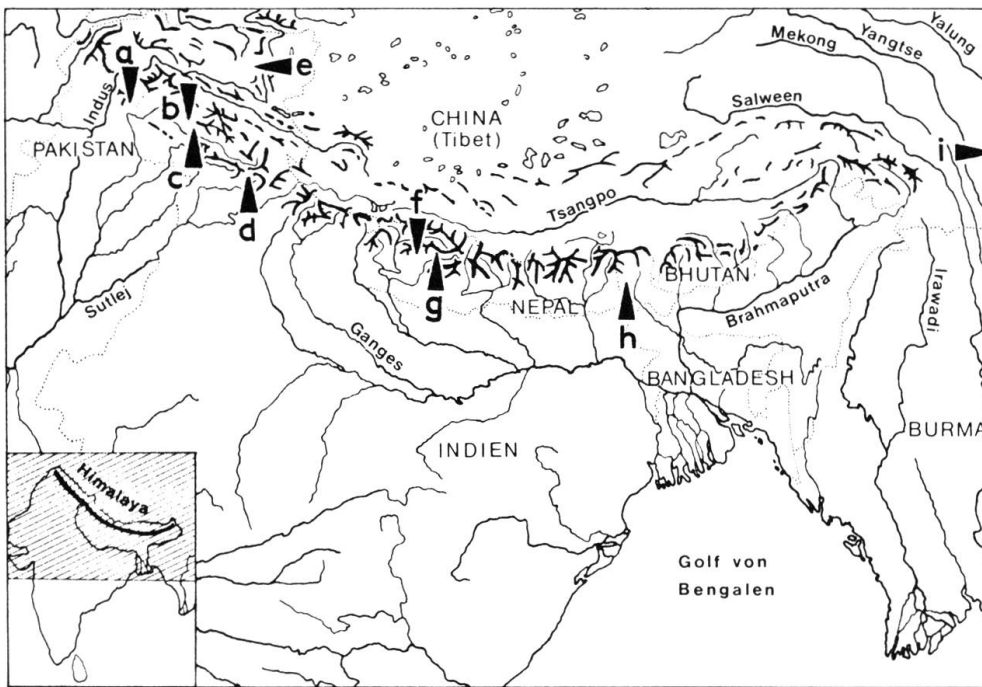 Yalung
Yangtse
Mekong
a
e
Indus
b
CHINA
(Tibet)
Salween
PAKISTAN
i
c
d
f
Tsangpo
g
NEPAL
BHUTAN
h
Brahmaputra
Irawadi
Sutlej
Ganges
BANGLADESH
INDIEN
BURMA
Himalaya
Golf von
Bengalen